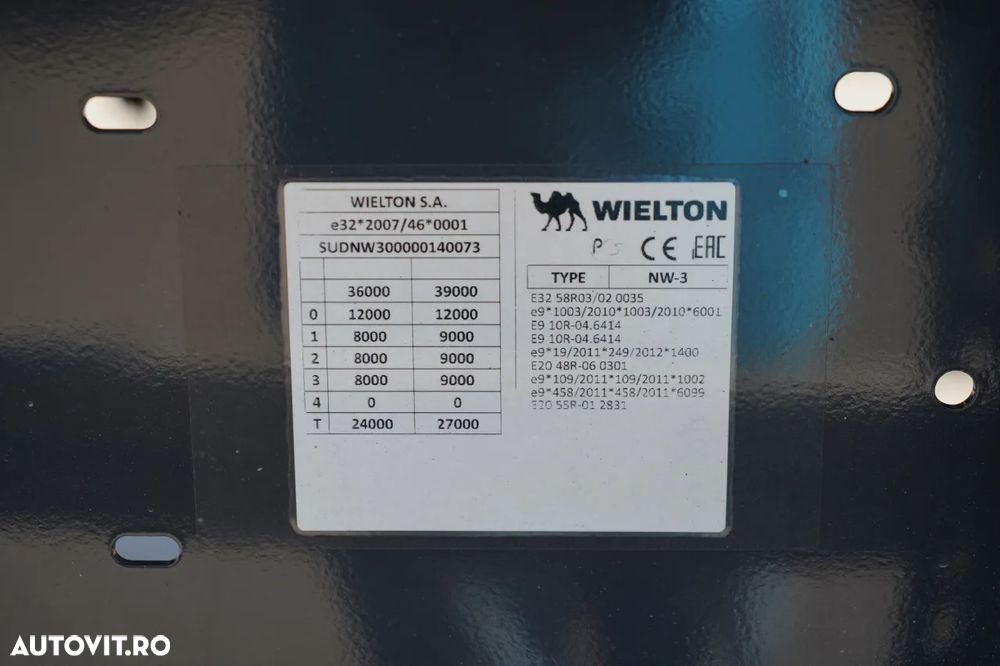 WIELTON S.A.
e32*2007/46*0001
SUDNW300000140073
36000 39000
0 12000 12000
1 8000 9000
2 8000 9000
3 8000 9000
4 0 0
T 24000 27000
WIELTON
CE EAC
TYPE NW-3
E32 58R03/02 0035
e9*1003/2010*1003/2010*6001
E9 10R-04.6414
E9 10R-04.6414
e9*19/2011*249/2012*1400
E20 48R-06 0301
e9*109/2011*109/2011*1002
e9*458/2011*458/2011*6099
E20 55R-01 2831
AUTOVIT.RO